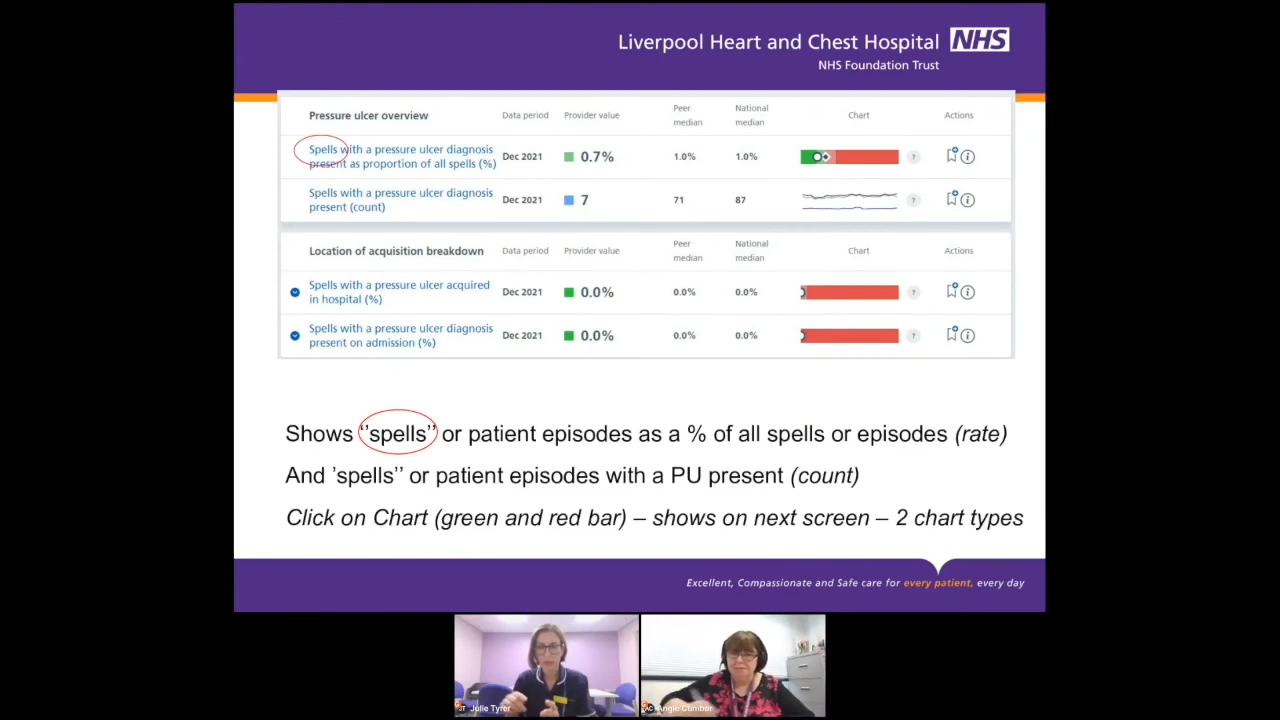 Liverpool Heart and Chest Hospital NHS
NHS Foundation Trust
Pressure ulcer overview Data period Provider value Peer median National median Chart Actions
Spells with a pressure ulcer diagnosis
present as proportion of all spells (%) Dec 2021 0.7% 1.0% 1.0% ?
Spells with a pressure ulcer diagnosis
present (count) Dec 2021 7 71 87 ?
Location of acquisition breakdown Data period Provider value Peer median National median Chart Actions
Spells with a pressure ulcer acquired
in hospital (%) Dec 2021 0.0% 0.0% 0.0% ?
Spells with a pressure ulcer diagnosis
present on admission (%) Dec 2021 0.0% 0.0% 0.0% ?
Shows ‘’spells’’ or patient episodes as a % of all spells or episodes (rate)
And ’spells’’ or patient episodes with a PU present (count)
Click on Chart (green and red bar) – shows on next screen – 2 chart types
Excellent, Compassionate and Safe care for every patient, every day
JT Julie Tyrer
AC Angie Cumber